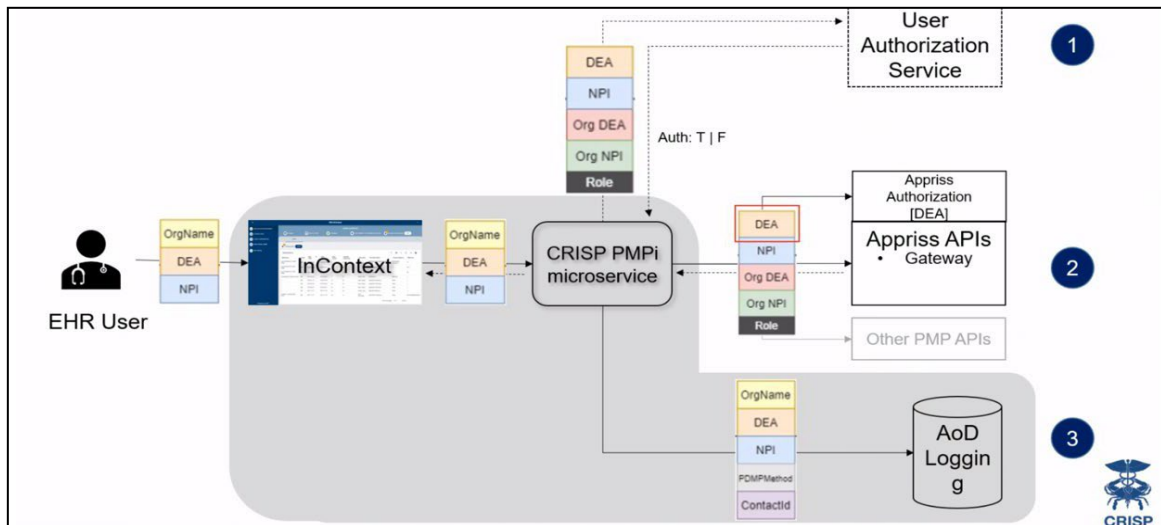 User
Authorization
Service
1
DEA
NPI
Org DEA
Org NPI
Role
Auth: T | F
EHR User
OrgName
DEA
NPI
InContext
OrgName
DEA
NPI
CRISP PMPi
microservice
DEA
NPI
Org DEA
Org NPI
Role
Appriss
Authorization
[DEA]
Appriss APIs
• Gateway
2
Other PMP APIs
OrgName
DEA
NPI
PDMPMethod
ContactId
AoD
Loggin
g
3
CRISP